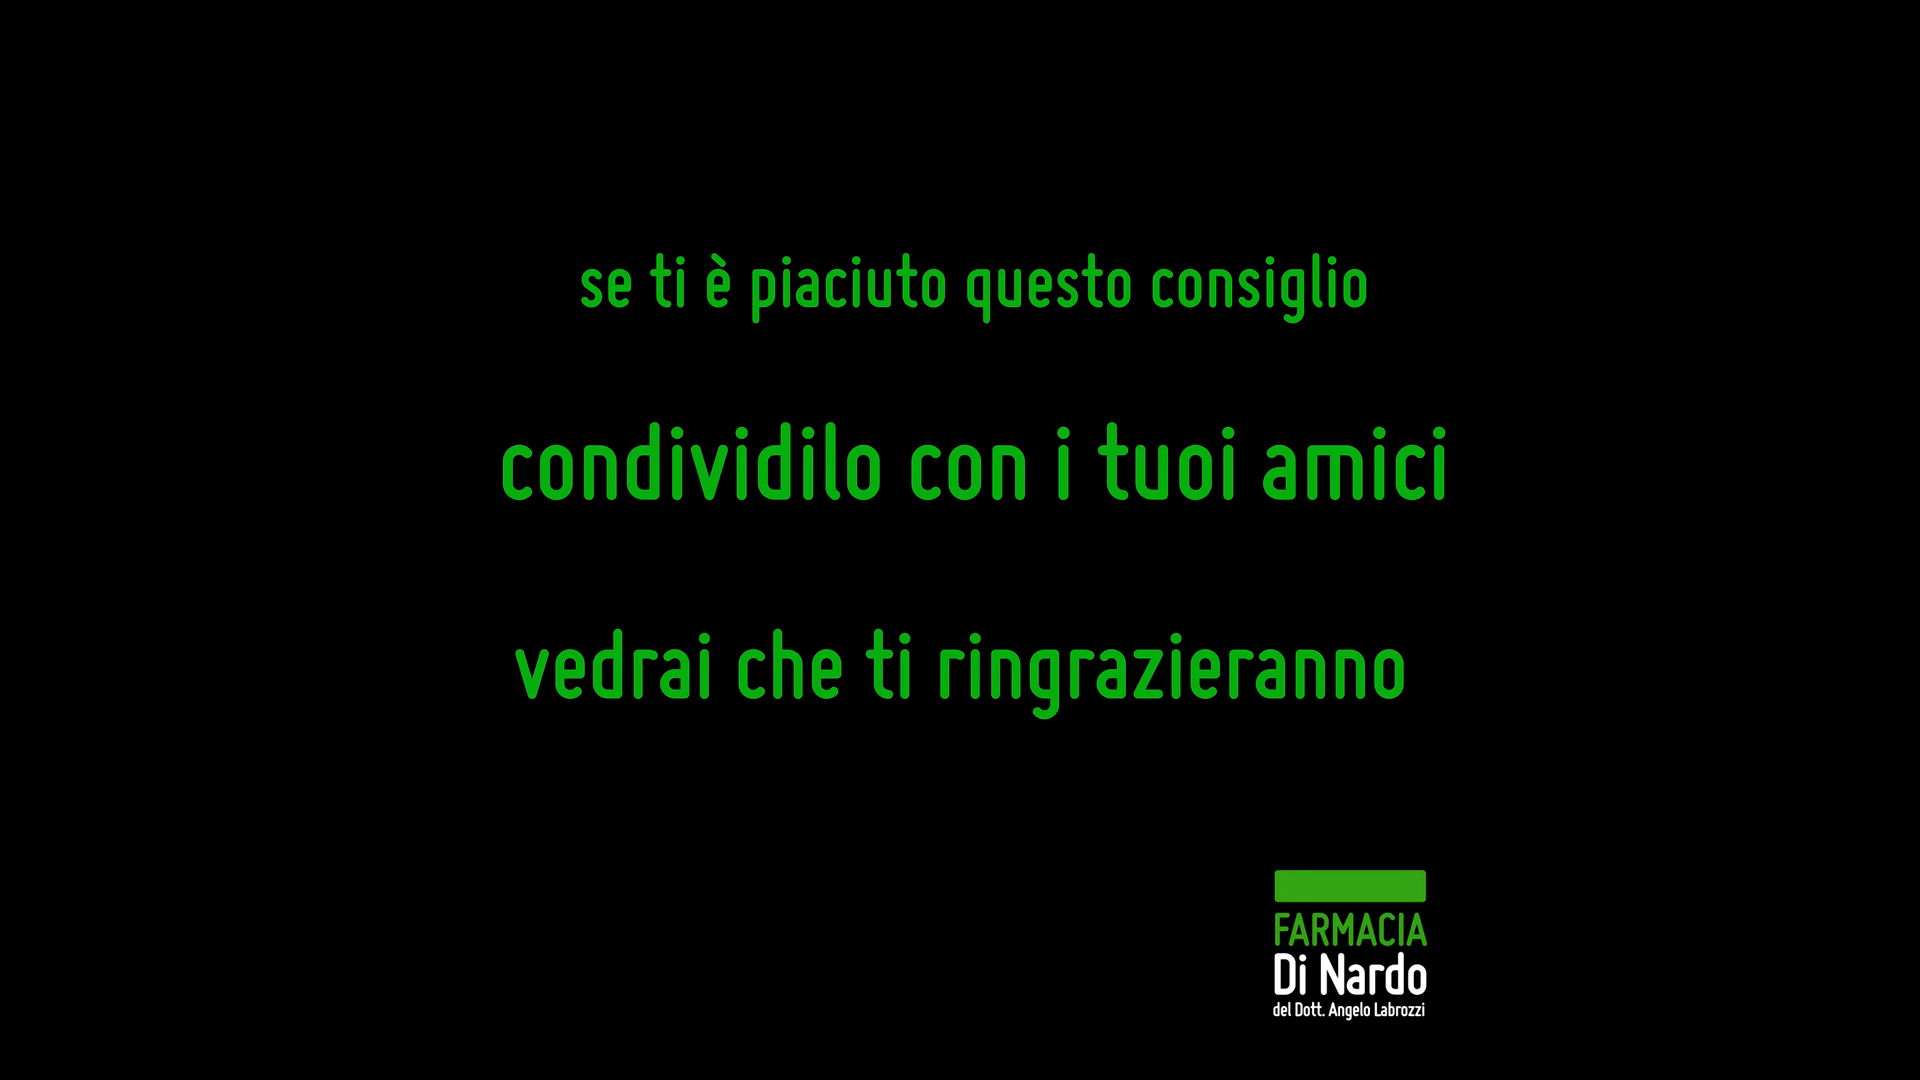 se ti è piaciuto questo consiglio
condividilo con i tuoi amici
vedrai che ti ringrazieranno
FARMACIA
Di Nardo
del Dott. Angelo Labrozzi